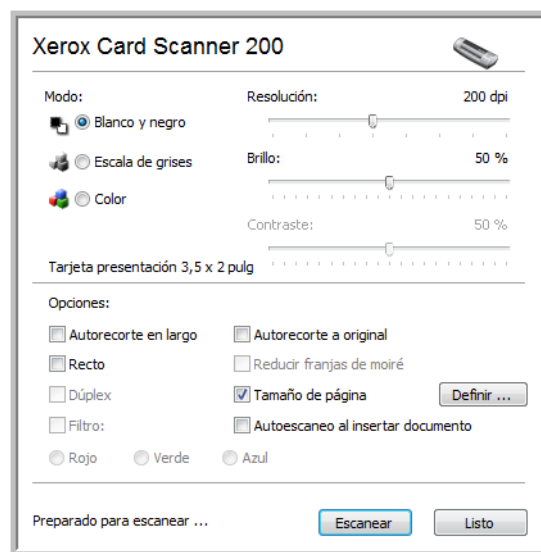 Xerox Card Scanner 200
Modo: Resolución: 200 dpi
Blanco y negro
Escala de grises Brillo: 50 %
Color
Contraste: 50 %
Tarjeta presentación 3,5 x 2 pulg
Opciones:
Autorecorte en largo Autorecorte a original
Recto Reducir franjas de moiré
Dúplex Tamaño de página Definir ...
Filtro: Autoescaneo al insertar documento
Rojo Verde Azul
Preparado para escanear ... Escanear Listo